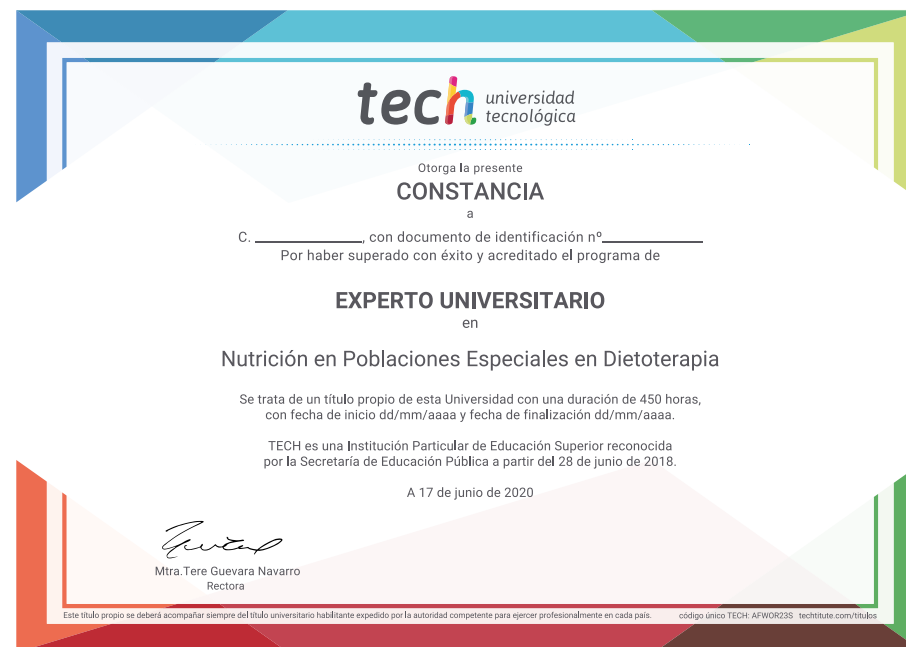 tech universidad
tecnológica
Otorga la presente
CONSTANCIA
a
C. ____________, con documento de identificación nº____________
Por haber superado con éxito y acreditado el programa de
EXPERTO UNIVERSITARIO
en
Nutrición en Poblaciones Especiales en Dietoterapia
Se trata de un título propio de esta Universidad con una duración de 450 horas,
con fecha de inicio dd/mm/aaaa y fecha de finalización dd/mm/aaaa.
TECH es una Institución Particular de Educación Superior reconocida
por la Secretaría de Educación Pública a partir del 28 de junio de 2018.
A 17 de junio de 2020
Mtra.Tere Guevara Navarro
Rectora
Este título propio se deberá acompañar siempre del título universitario habilitante expedido por la autoridad competente para ejercer profesionalmente en cada país. código único TECH: AFWOR23S techtitute.com/titulos